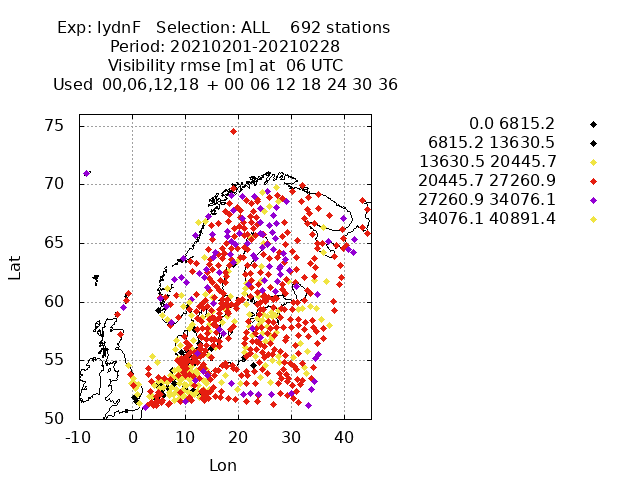 Exp: IydnF   Selection: ALL    692 stations
Period: 20210201-20210228
Visibility rmse [m] at  06 UTC
Used  00,06,12,18  + 00 06 12 18 24 30 36
0.0 6815.2
6815.2 13630.5
13630.5 20445.7
20445.7 27260.9
27260.9 34076.1
34076.1 40891.4
75
70
65
60
55
50
Lat
-10 0 10 20 30 40
Lon